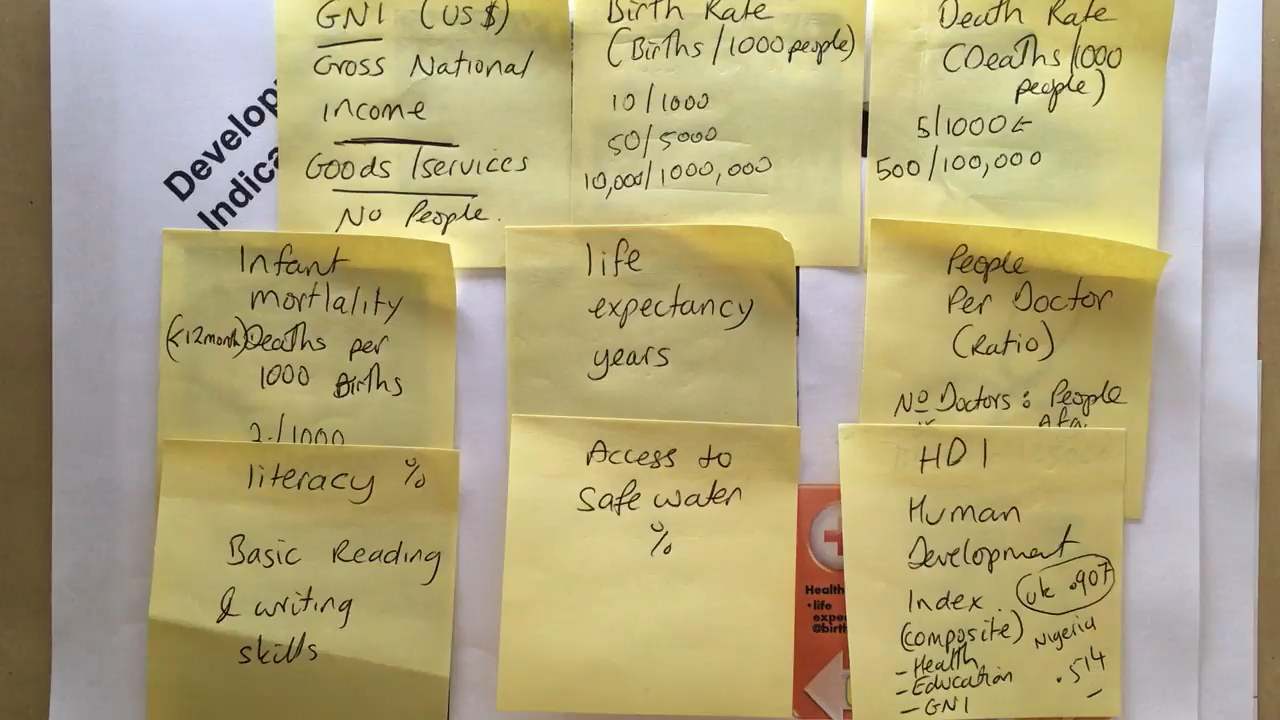 GNI (US $)
Gross National
income
Goods /services
No People.
Birth Rate
(Births/1000 people)
10/1000
50/5000
10,000/1000,000
Death Rate
(Deaths/1000
people)
5/1000
500/100,000
Develop
Indica
Infant
mortlality
(<12month) Deaths per
1000 Births
2./1000
life
expectancy
years
People
Per Doctor
(Ratio)
No Doctors : People
literacy %
Basic Reading
& writing
skills
Access to
safe water
%
Health
• life
expe
@birt
HDI
Human
Development
Index.
uk .907
(composite)
Nigeria
.514
- Health
- Education
- GNI